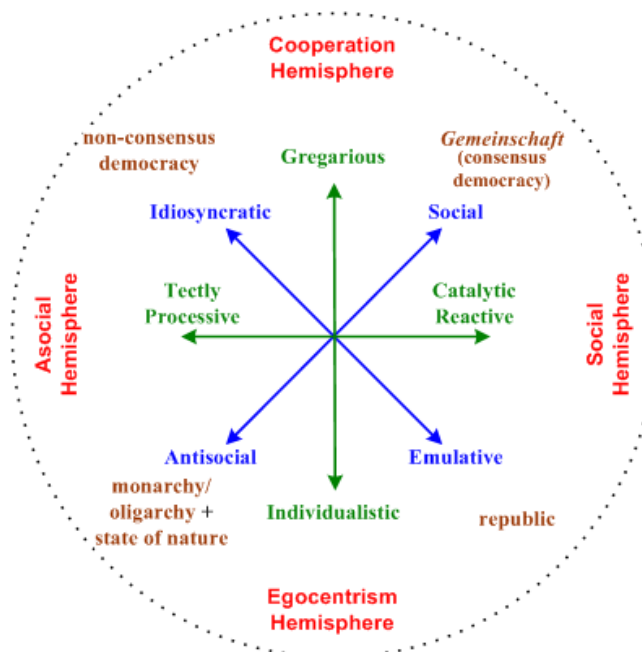 Cooperation
Hemisphere
non-consensus
democracy
Gemeinschaft
(consensus
democracy)
Gregarious
Idiosyncratic
Social
Tectly
Processive
Catalytic
Reactive
Asocial
Hemisphere
Social
Hemisphere
Antisocial
Emulative
monarchy/
oligarchy +
state of nature
Individualistic
republic
Egocentrism
Hemisphere